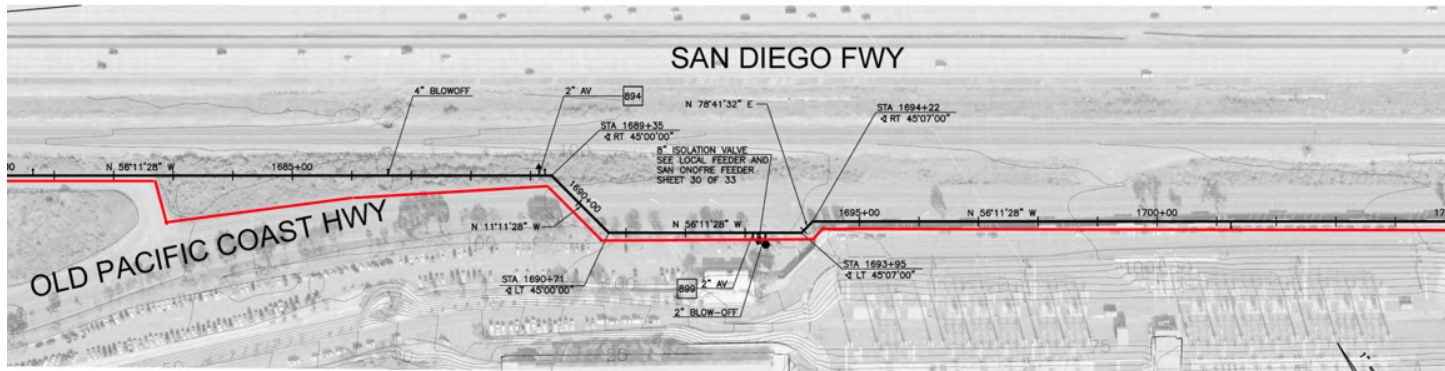 SAN DIEGO FWY
4" BLOWOFF
2" AV
894
N 78°41'32" E
STA 1694+22
∢ RT 45°07'00"
STA 1689+35
∢ RT 45°00'00"
8" ISOLATION VALVE
SEE LOCAL FEEDER AND
SAN ONOFRE FEEDER
SHEET 30 OF 33
N 56°11'28" W
1685+00
1690+00
N 56°11'28" W
1695+00
N 56°11'28" W
1700+00
OLD PACIFIC COAST HWY
N 11°11'28" W
STA 1690+71
∢ LT 45°00'00"
899
2" AV
2" BLOW-OFF
STA 1693+95
∢ LT 45°07'00"
100
75